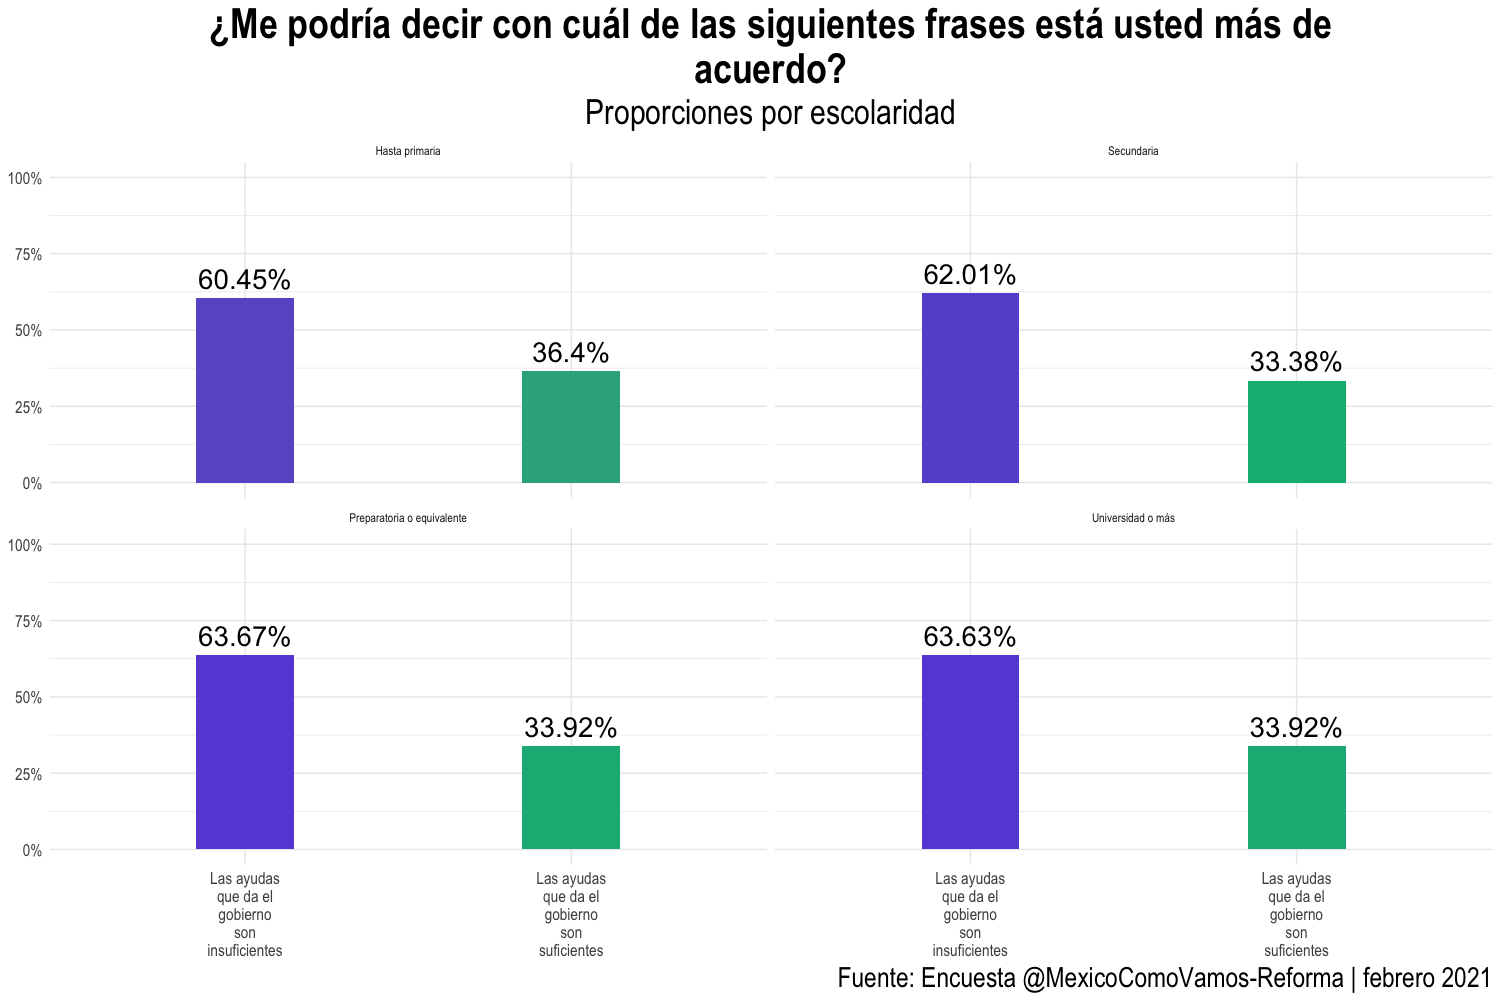 ¿Me podría decir con cuál de las siguientes frases está usted más de
acuerdo?
Proporciones por escolaridad
Hasta primaria
Secundaria
100%
75%
50%
25%
0%
60.45%
36.4%
62.01%
33.38%
Preparatoria o equivalente
Universidad o más
100%
75%
50%
25%
0%
63.67%
33.92%
63.63%
33.92%
Las ayudas
que da el
gobierno
son
insuficientes
Las ayudas
que da el
gobierno
son
suficientes
Las ayudas
que da el
gobierno
son
insuficientes
Las ayudas
que da el
gobierno
son
suficientes
Fuente: Encuesta @MexicoComoVamos-Reforma | febrero 2021